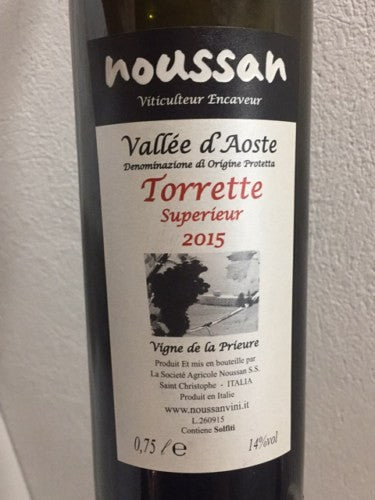 noussan
Viticulteur Encaveur
Vallée d'Aoste
Denominazione di Origine Protetta
Torrette
Superieur
2015
Vigne de la Prieure
Produit Et mis en bouteille par
La Societé Agricole Noussan S.S.
Saint Christophe - ITALIA
Produit en Italie
www.noussanvini.it
L.260915
Contiene Solfiti
0,75 l e 14%vol